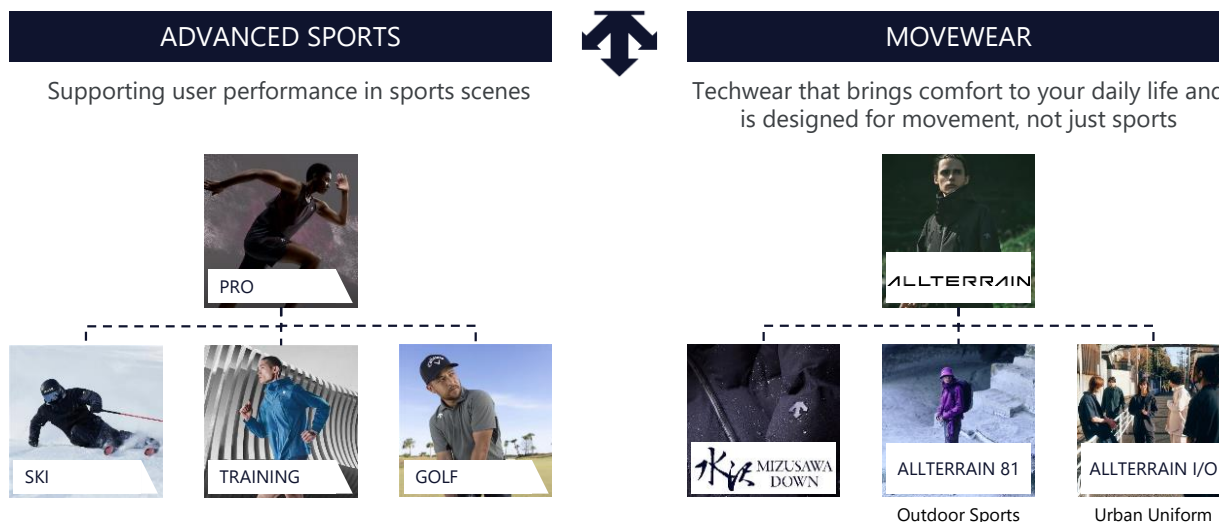 ADVANCED SPORTS
Supporting user performance in sports scenes
PRO
SKI
TRAINING
GOLF
MOVEWEAR
Techwear that brings comfort to your daily life and
is designed for movement, not just sports
ALLTERRAIN
水沢 MIZUSAWA
DOWN
ALLTERRAIN 81
ALLTERRAIN I/O
Outdoor Sports
Urban Uniform